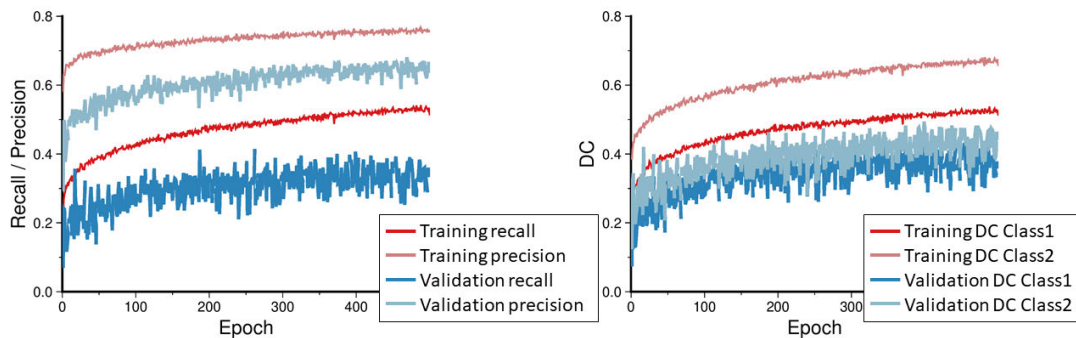 0.8
0.6
0.4
0.2
0.0
Recall / Precision
0
100
200
300
400
Epoch
Training recall
Training precision
Validation recall
Validation precision
0.8
0.6
0.4
0.2
0.0
DC
0
100
200
300
Epoch
Training DC Class1
Training DC Class2
Validation DC Class1
Validation DC Class2